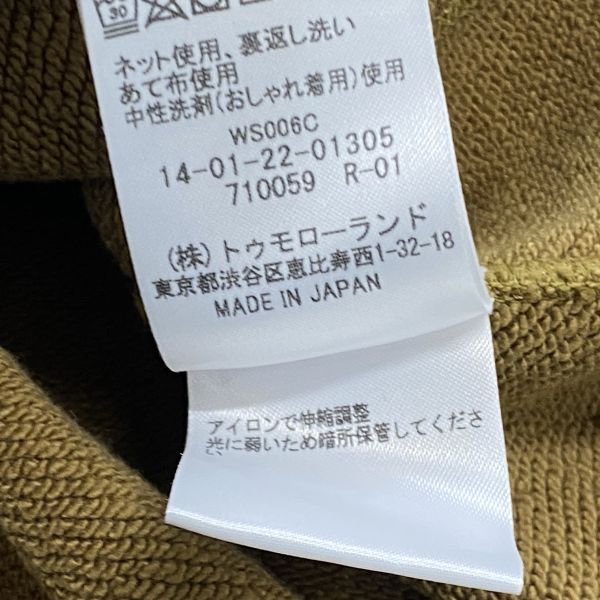 30
ネット使用、裏返し洗い
あて布使用
中性洗剤(おしゃれ着用)使用
WS006C
14-01-22-01305
710059 R-01
(株)トゥモローランド
東京都渋谷区恵比寿西1-32-18
MADE IN JAPAN
アイロンで伸縮調整
光に弱いため暗所保管してくださ